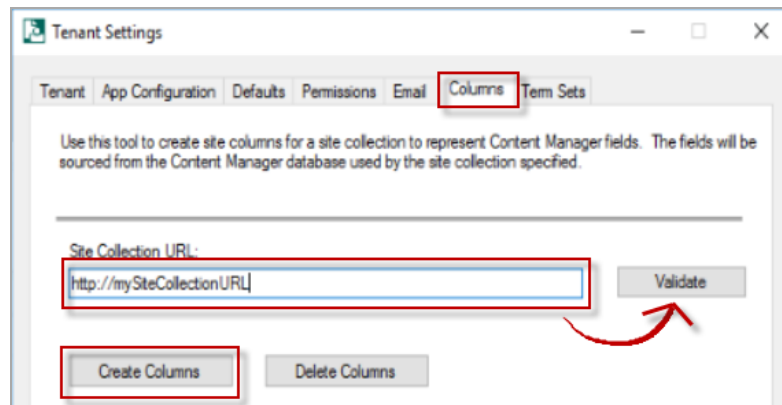 Tenant Settings
Tenant App Configuration Defaults Permissions Email Columns Term Sets
Use this tool to create site columns for a site collection to represent Content Manager fields. The fields will be
sourced from the Content Manager database used by the site collection specified.
Site Collection URL:
http://mySiteCollectionURL
Validate
Create Columns Delete Columns